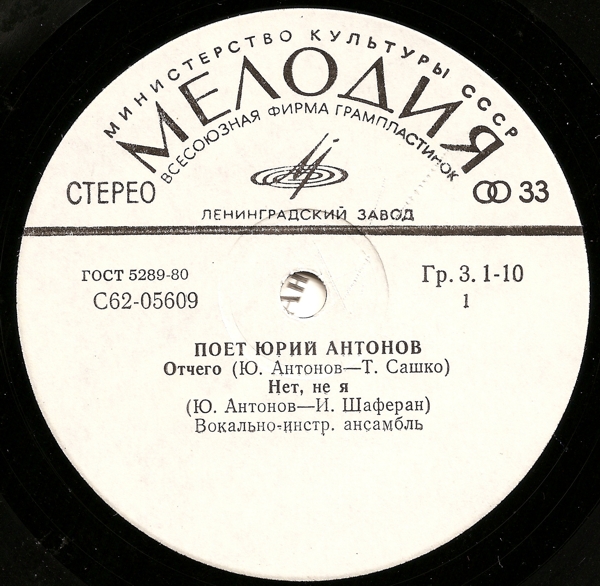 МИНИСТЕРСТВО КУЛЬТУРЫ СССР
МЕЛОДИЯ
ВСЕСОЮЗНАЯ ФИРМА ГРАМПЛАСТИНОК
СТЕРЕО
33
ЛЕНИНГРАДСКИЙ ЗАВОД
ГОСТ 5289-80
Гр. 3. 1-10
С62-05609
1
ПОЕТ ЮРИЙ АНТОНОВ
Отчего (Ю. Антонов—Т. Сашко)
Нет, не я
(Ю. Антонов—И. Шаферан)
Вокально-инстр. ансамбль